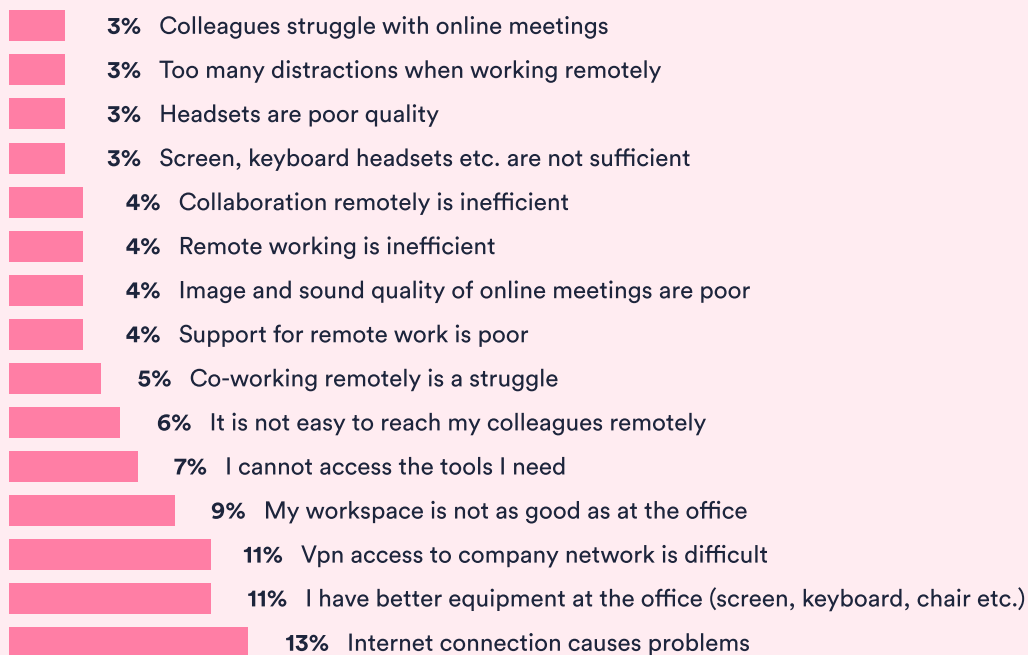 3% Colleagues struggle with online meetings
3% Too many distractions when working remotely
3% Headsets are poor quality
3% Screen, keyboard headsets etc. are not sufficient
4% Collaboration remotely is inefficient
4% Remote working is inefficient
4% Image and sound quality of online meetings are poor
4% Support for remote work is poor
5% Co-working remotely is a struggle
6% It is not easy to reach my colleagues remotely
7% I cannot access the tools I need
9% My workspace is not as good as at the office
11% Vpn access to company network is difficult
11% I have better equipment at the office (screen, keyboard, chair etc.)
13% Internet connection causes problems